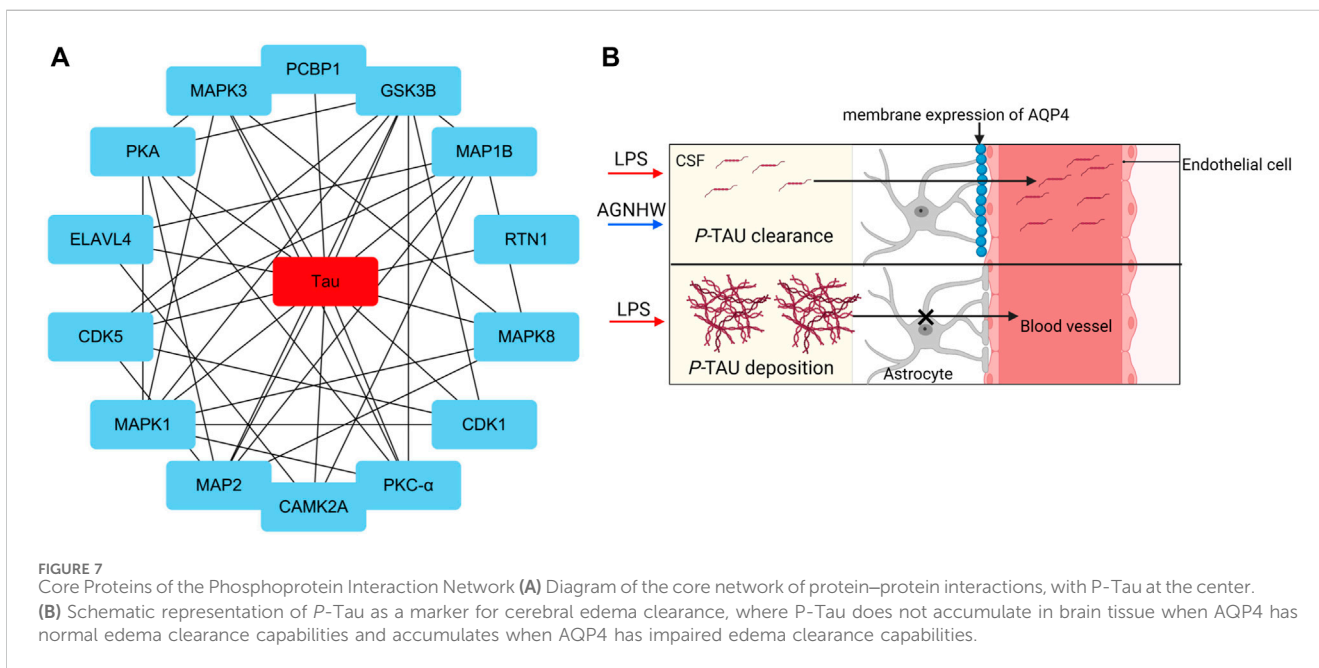 A
PCBP1
MAPK3
GSK3B
PKA
MAP1B
ELAVL4
RTN1
Tau
CDK5
MAPK8
MAPK1
CDK1
MAP2
PKC-α
CAMK2A
B
membrane expression of AQP4
LPS
CSF
Endothelial cell
AGNHW
P-TAU clearance
LPS
Blood vessel
P-TAU deposition
Astrocyte
FIGURE 7
Core Proteins of the Phosphoprotein Interaction Network (A) Diagram of the core network of protein–protein interactions, with P-Tau at the center.
(B) Schematic representation of P-Tau as a marker for cerebral edema clearance, where P-Tau does not accumulate in brain tissue when AQP4 has
normal edema clearance capabilities and accumulates when AQP4 has impaired edema clearance capabilities.